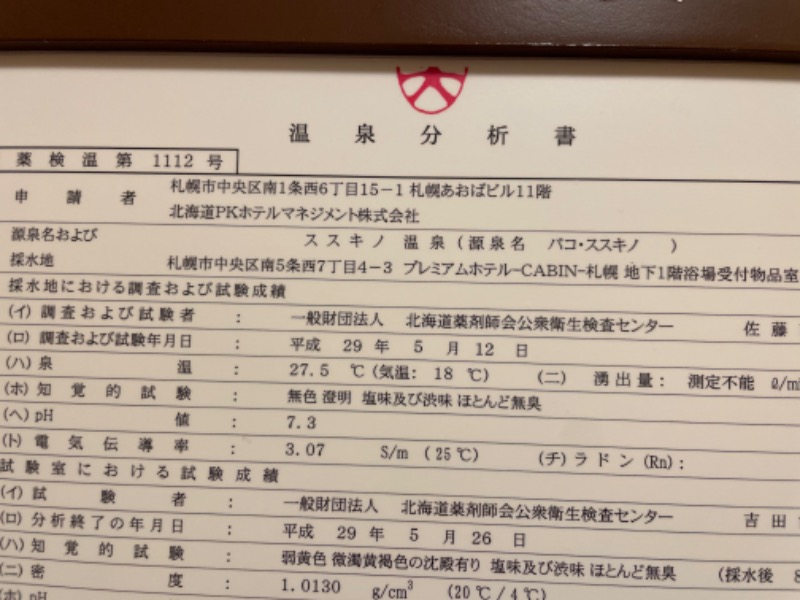 温泉分析書
薬検温第 1112 号
申請者 札幌市中央区南1条西6丁目15-1 札幌あおばビル11階
北海道PKホテルマネジメント株式会社
源泉名および ススキノ 温泉 (源泉名 パコ・ススキノ )
採水地 札幌市中央区南5条西7丁目4-3 プレミアムホテル-CABIN-札幌 地下1階浴場受付物品室
採水地における調査および試験成績
(イ) 調査および試験者 : 一般財団法人 北海道薬剤師会公衆衛生検査センター 佐藤
(ロ) 調査および試験年月日 : 平成 29 年 5 月 12 日
(ハ) 泉温 : 27.5 ℃ (気温: 18 ℃) (ニ) 湧出量: 測定不能 ℓ/mi
(ホ) 知覚的試験 : 無色 澄明 塩味及び渋味 ほとんど無臭
(ヘ) pH値 : 7.3
(ト) 電気伝導率 : 3.07 S/m (25℃) (チ) ラドン (Rn) :
試験室における試験成績
(イ) 試験者 : 一般財団法人 北海道薬剤師会公衆衛生検査センター 吉田
(ロ) 分析終了の年月日 : 平成 29 年 5 月 26 日
(ハ) 知覚的試験 : 弱黄色 微濁黄褐色の沈殿有り 塩味及び渋味 ほとんど無臭 (採水後
(ニ) 密度 : 1.0130 g/cm³ (20℃/4℃)
(ホ) pH